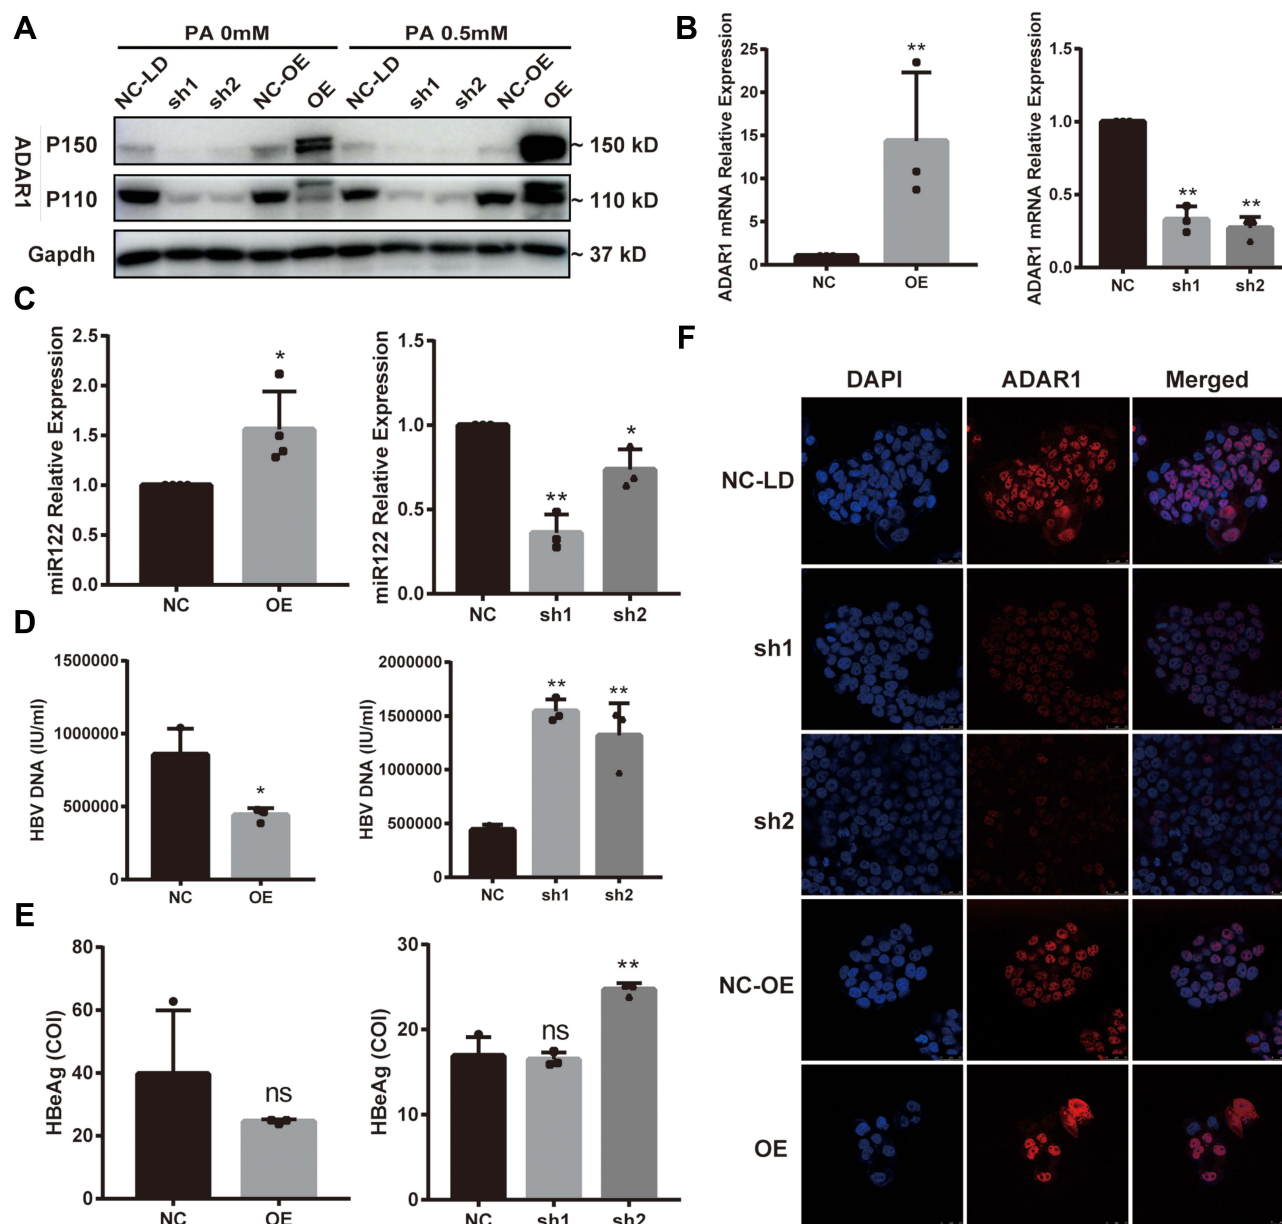 A
PA 0mM
PA 0.5mM
NC-LD
sh1
sh2
NC-OE
OE
NC-LD
sh1
sh2
NC-OE
OE
ADAR1
P150
~ 150 kD
P110
~ 110 kD
Gapdh
~ 37 kD
B
ADAR1 mRNA Relative Expression
25
20
15
10
5
0
**
NC
OE
ADAR1 mRNA Relative Expression
1.5
1.0
0.5
0.0
**
**
NC
sh1
sh2
C
miR122 Relative Expression
2.5
2.0
1.5
1.0
0.5
0.0
*
NC
OE
miR122 Relative Expression
1.5
1.0
0.5
0.0
**
*
NC
sh1
sh2
D
HBV DNA (IU/ml)
1500000
1000000
500000
0
*
NC
OE
HBV DNA (IU/ml)
2000000
1500000
1000000
500000
0
**
**
NC
sh1
sh2
E
HBeAg (COI)
80
60
40
20
0
ns
NC
OE
HBeAg (COI)
30
20
10
0
ns
**
NC
sh1
sh2
F
DAPI
ADAR1
Merged
NC-LD
sh1
sh2
NC-OE
OE